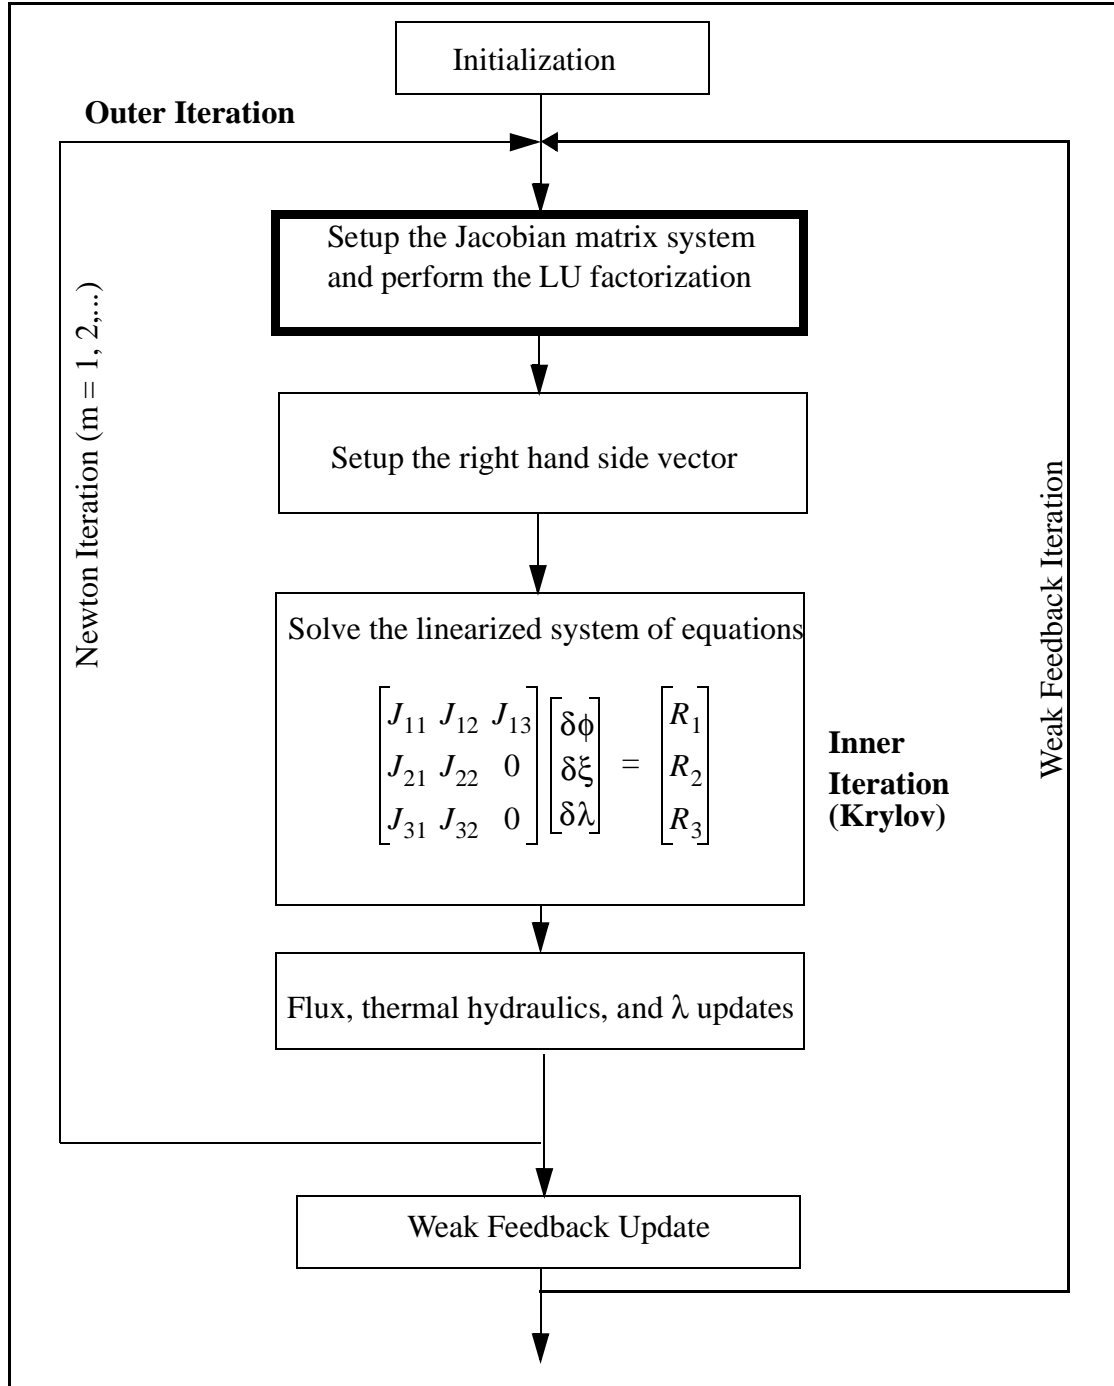 Initialization
Outer Iteration
Setup the Jacobian matrix system
and perform the LU factorization
Newton Iteration (m = 1, 2,...)
Setup the right hand side vector
Weak Feedback Iteration
Solve the linearized system of equations
J11 J12 J13 δϕ R1
J21 J22 0 δξ = R2
J31 J32 0 δλ R3
Inner
Iteration
(Krylov)
Flux, thermal hydraulics, and λ updates
Weak Feedback Update